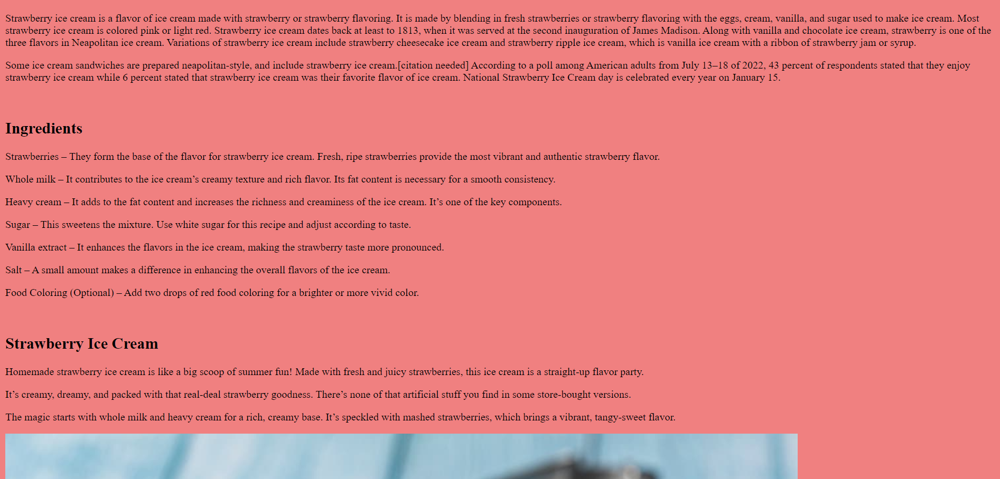 Strawberry ice cream is a flavor of ice cream made with strawberry or strawberry flavoring. It is made by blending in fresh strawberries or strawberry flavoring with the eggs, cream, vanilla, and sugar used to make ice cream. Most
strawberry ice cream is colored pink or light red. Strawberry ice cream dates back at least to 1813, when it was served at the second inauguration of James Madison. Along with vanilla and chocolate ice cream, strawberry is one of the
three flavors in Neapolitan ice cream. Variations of strawberry ice cream include strawberry cheesecake ice cream and strawberry ripple ice cream, which is vanilla ice cream with a ribbon of strawberry jam or syrup.
Some ice cream sandwiches are prepared neapolitan-style, and include strawberry ice cream.[citation needed] According to a poll among American adults from July 13–18 of 2022, 43 percent of respondents stated that they enjoy
strawberry ice cream while 6 percent stated that strawberry ice cream was their favorite flavor of ice cream. National Strawberry Ice Cream day is celebrated every year on January 15.
Ingredients
Strawberries – They form the base of the flavor for strawberry ice cream. Fresh, ripe strawberries provide the most vibrant and authentic strawberry flavor.
Whole milk – It contributes to the ice cream’s creamy texture and rich flavor. Its fat content is necessary for a smooth consistency.
Heavy cream – It adds to the fat content and increases the richness and creaminess of the ice cream. It’s one of the key components.
Sugar – This sweetens the mixture. Use white sugar for this recipe and adjust according to taste.
Vanilla extract – It enhances the flavors in the ice cream, making the strawberry taste more pronounced.
Salt – A small amount makes a difference in enhancing the overall flavors of the ice cream.
Food Coloring (Optional) – Add two drops of red food coloring for a brighter or more vivid color.
Strawberry Ice Cream
Homemade strawberry ice cream is like a big scoop of summer fun! Made with fresh and juicy strawberries, this ice cream is a straight-up flavor party.
It’s creamy, dreamy, and packed with that real-deal strawberry goodness. There’s none of that artificial stuff you find in some store-bought versions.
The magic starts with whole milk and heavy cream for a rich, creamy base. It’s speckled with mashed strawberries, which brings a vibrant, tangy-sweet flavor.